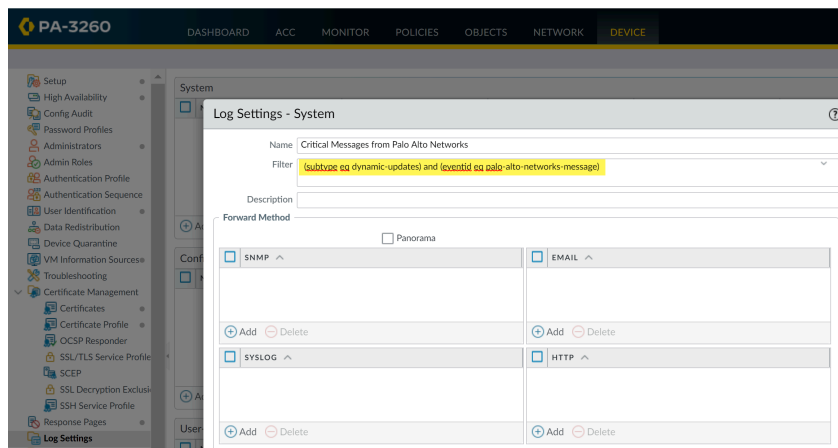 PA-3260
DASHBOARD ACC MONITOR POLICIES OBJECTS NETWORK DEVICE
Setup
High Availability
Config Audit
Password Profiles
Administrators
Admin Roles
Authentication Profile
Authentication Sequence
User Identification
Data Redistribution
Device Quarantine
VM Information Sources
Troubleshooting
Certificate Management
Certificates
Certificate Profile
OCSP Responder
SSL/TLS Service Profile
SCEP
SSL Decryption Exclusi
SSH Service Profile
Response Pages
Log Settings
System
Log Settings - System
Name Critical Messages from Palo Alto Networks
Filter (subtype eq dynamic-updates) and (eventid eq palo-alto-networks-message)
Description
Forward Method
Panorama
SNMP EMAIL
Add Delete Add Delete
SYSLOG HTTP
Add Delete Add Delete
Conf
User